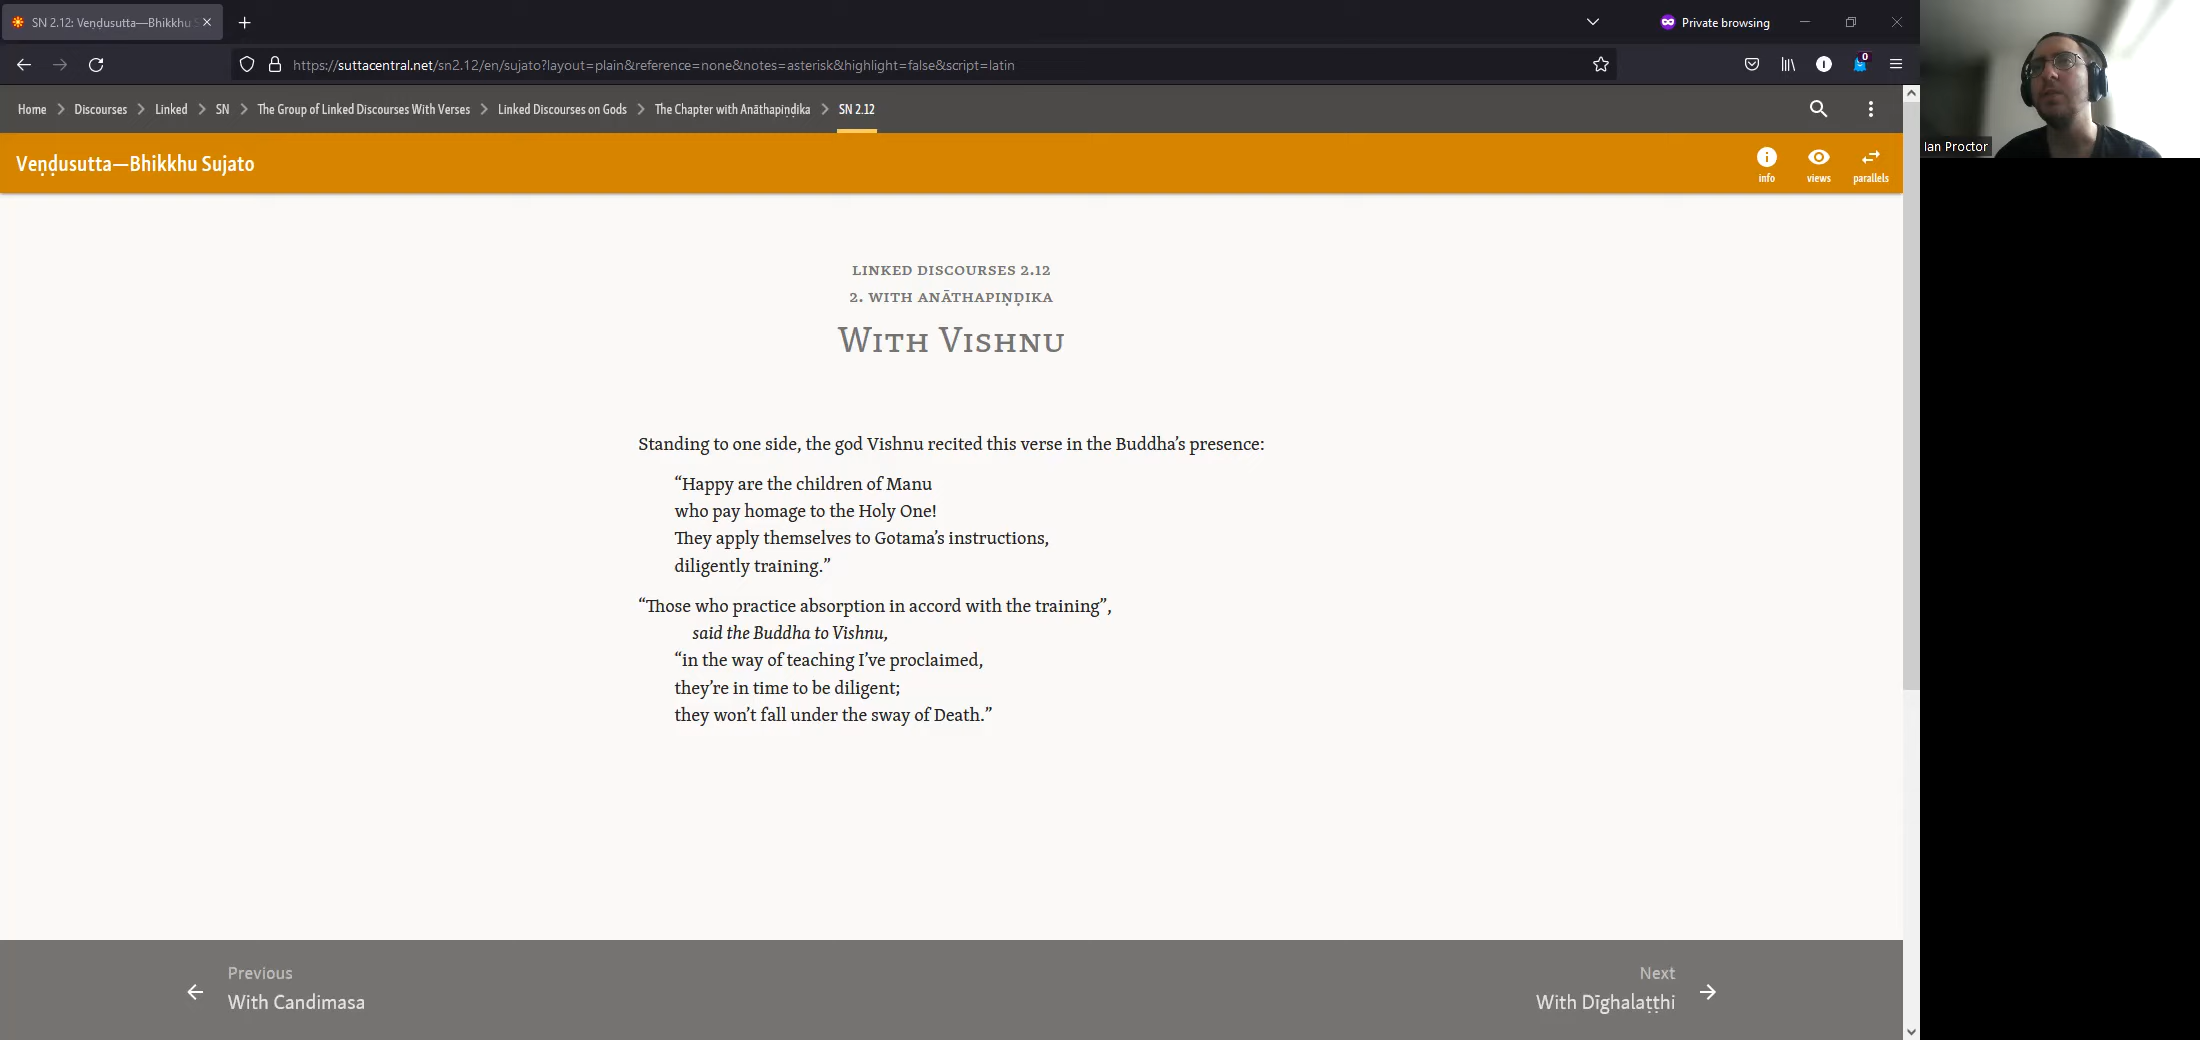 SN 2.12: Veṇḍusutta—Bhikkhu S
Private browsing
https://suttacentral.net/sn2.12/en/sujato?layout=plain&reference=none&notes=asterisk&highlight=false&script=latin
0
Home
Discourses
Linked
SN
The Group of Linked Discourses With Verses
Linked Discourses on Gods
The Chapter with Anāthapiṇḍika
SN 2.12
Veṇḍusutta—Bhikkhu Sujato
info
views
parallels
Ian Proctor
LINKED DISCOURSES 2.12
2. WITH ANĀTHAPIṆḌIKA
WITH VISHNU
Standing to one side, the god Vishnu recited this verse in the Buddha’s presence:
“Happy are the children of Manu
who pay homage to the Holy One!
They apply themselves to Gotama’s instructions,
diligently training.”
“Those who practice absorption in accord with the training”,
said the Buddha to Vishnu,
“in the way of teaching I’ve proclaimed,
they’re in time to be diligent;
they won’t fall under the sway of Death.”
Previous
With Candimasa
Next
With Dīghalaṭṭhi